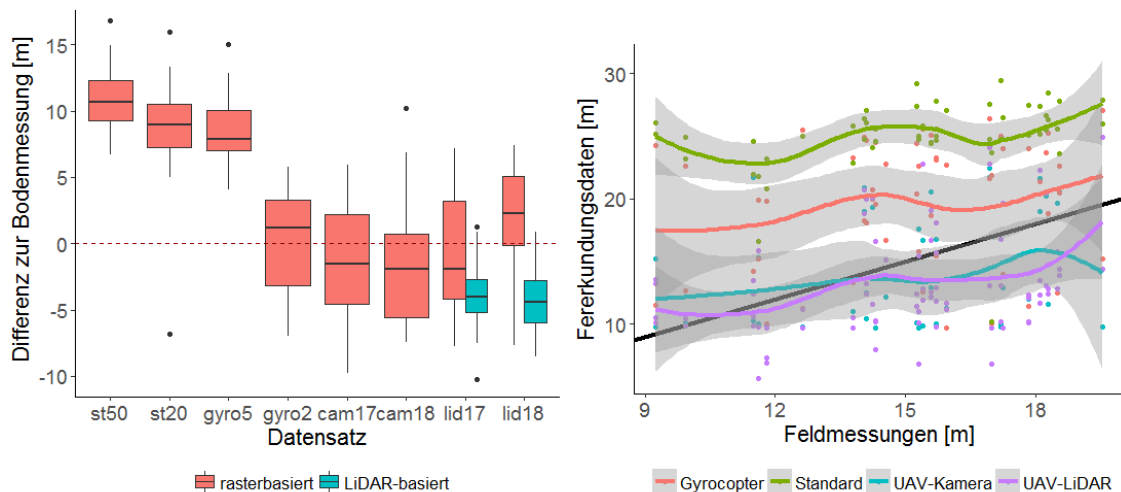 Differenz zur Bodenmessung [m]
15
10
5
0
-5
-10
st50 st20 gyro5 gyro2 cam17 cam18 lid17 lid18
Datensatz
rasterbasiert LiDAR-basiert
Fererkundungsdaten [m]
30
20
10
9 12 15 18
Feldmessungen [m]
Gyrocopter Standard UAV-Kamera UAV-LiDAR